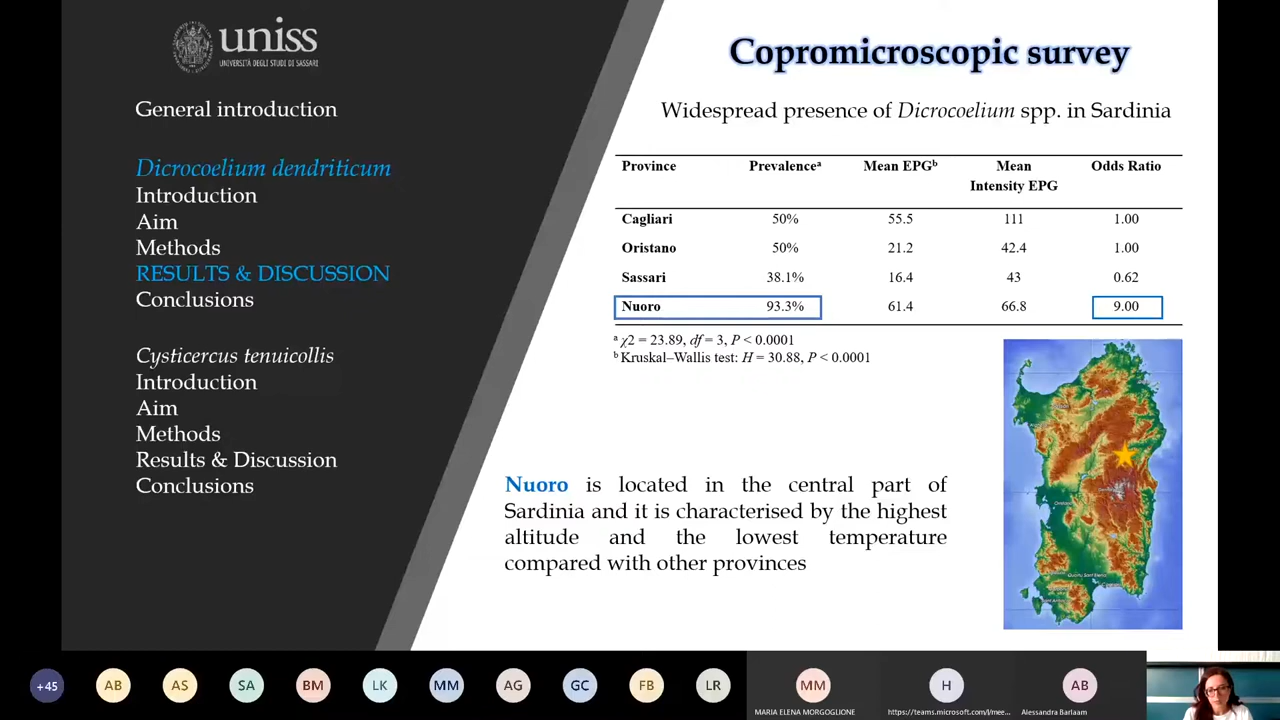 uniss
UNIVERSITÀ DEGLI STUDI DI SASSARI
General introduction
Dicrocoelium dendriticum
Introduction
Aim
Methods
RESULTS & DISCUSSION
Conclusions
Cysticercus tenuicollis
Introduction
Aim
Methods
Results & Discussion
Conclusions
Copromicroscopic survey
Widespread presence of Dicrocoelium spp. in Sardinia
Province Prevalenceᵃ Mean EPGᵇ Mean Intensity EPG Odds Ratio
Cagliari 50% 55.5 111 1.00
Oristano 50% 21.2 42.4 1.00
Sassari 38.1% 16.4 43 0.62
Nuoro 93.3% 61.4 66.8 9.00
ᵃ χ2 = 23.89, df = 3, P < 0.0001
ᵇ Kruskal–Wallis test: H = 30.88, P < 0.0001
Nuoro is located in the central part of
Sardinia and it is characterised by the highest
altitude and the lowest temperature
compared with other provinces
+45 AB AS SA BM LK MM AG GC FB LR MM H AB
MARIA ELENA MORGOGLIONE
https://teams.microsoft.com/l/mee...
Alessandra Barlaam